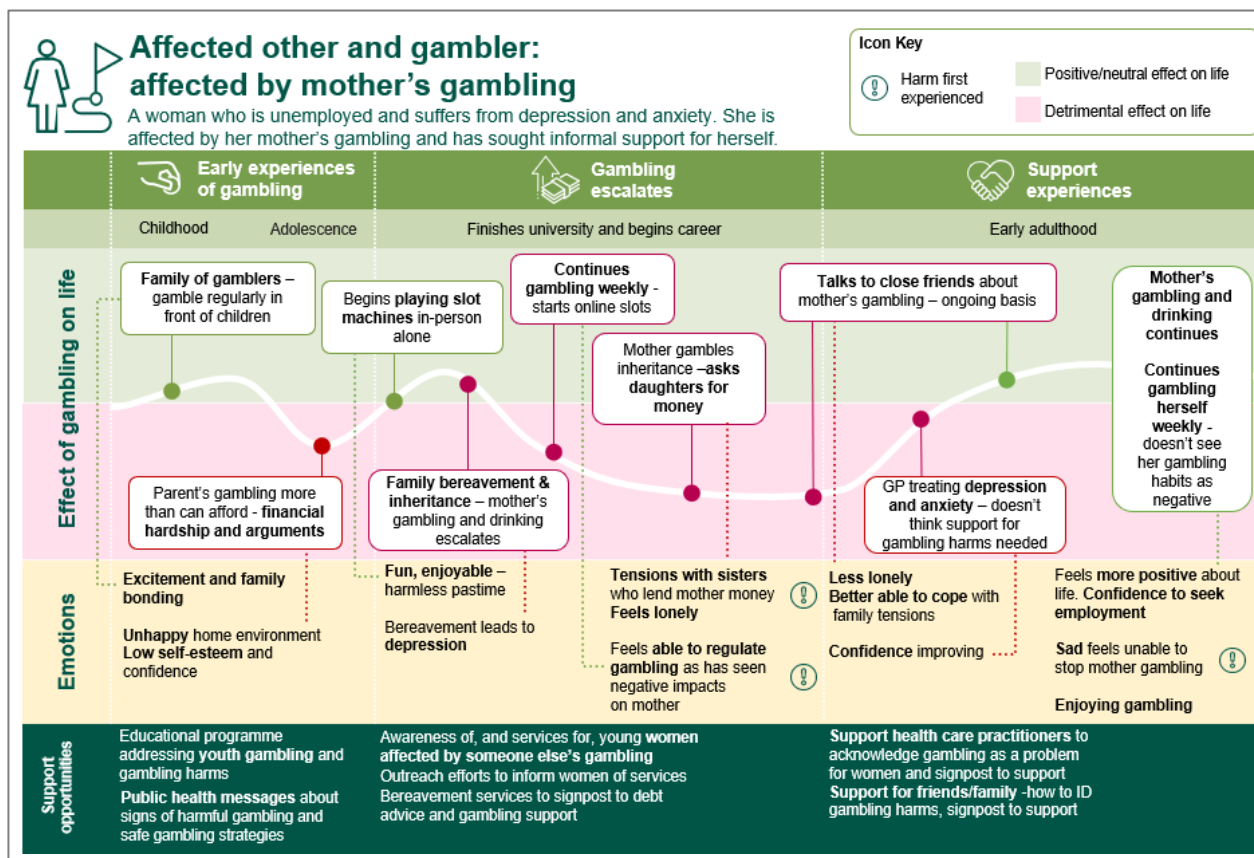 Affected other and gambler:
affected by mother's gambling
A woman who is unemployed and suffers from depression and anxiety. She is
affected by her mother's gambling and has sought informal support for herself.
Icon Key
Harm first
experienced
Positive/neutral effect on life
Detrimental effect on life
Early experiences
of gambling
Gambling
escalates
Support
experiences
Childhood
Adolescence
Finishes university and begins career
Early adulthood
Effect of gambling on life
Family of gamblers –
gamble regularly in
front of children
Parent's gambling more
than can afford - financial
hardship and arguments
Begins playing slot
machines in-person
alone
Family bereavement &
inheritance – mother's
gambling and drinking
escalates
Continues
gambling weekly -
starts online slots
Mother gambles
inheritance –asks
daughters for
money
Talks to close friends about
mother's gambling – ongoing
basis
GP treating depression
and anxiety – doesn't
think support for
gambling harms needed
Mother's
gambling and
drinking
continues
Continues
gambling
herself
weekly -
doesn't see
her gambling
habits as
negative
Emotions
Excitement and family
bonding
Unhappy home environment
Low self-esteem and
confidence
Fun, enjoyable –
harmless pastime
Bereavement leads to
depression
Tensions with sisters
who lend mother money
Feels lonely
Feels able to regulate
gambling as has seen
negative impacts
on mother
Less lonely
Better able to cope with
family tensions
Confidence improving
Feels more positive about
life. Confidence to seek
employment
Sad feels unable to
stop mother gambling
Enjoying gambling
Support
opportunities
Educational programme
addressing youth gambling and
gambling harms
Public health messages about
signs of harmful gambling and
safe gambling strategies
Awareness of, and services for, young women
affected by someone else's gambling
Outreach efforts to inform women of services
Bereavement services to signpost to debt
advice and gambling support
Support health care practitioners to
acknowledge gambling as a problem
for women and signpost to support
Support for friends/family -how to ID
gambling harms, signpost to support